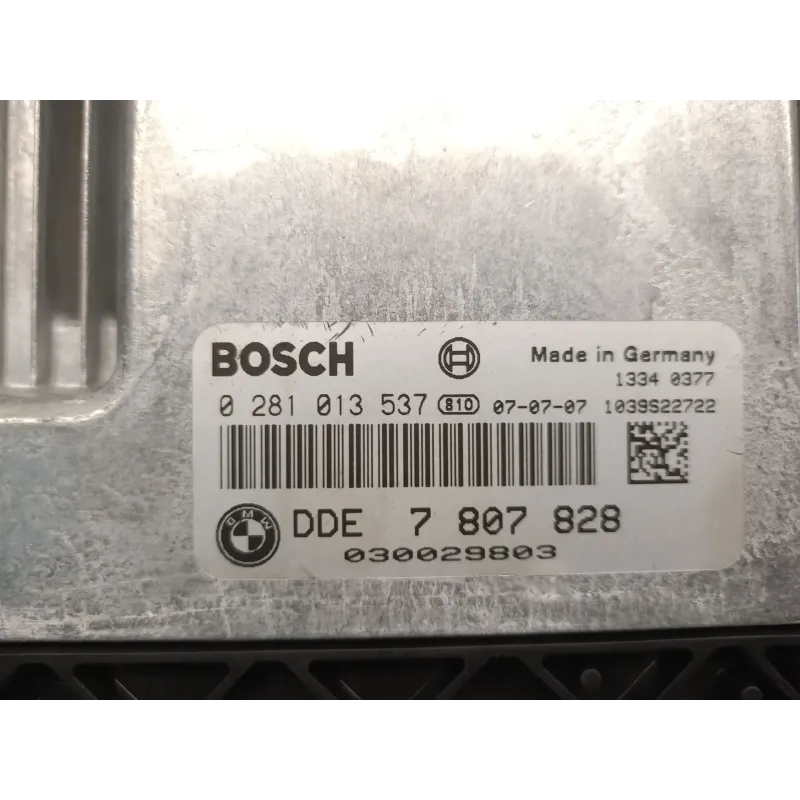 BOSCH Made in Germany
1334 0377
0 281 013 537 810 07-07-07 1039S22722
BMW DDE 7 807 828
030029803